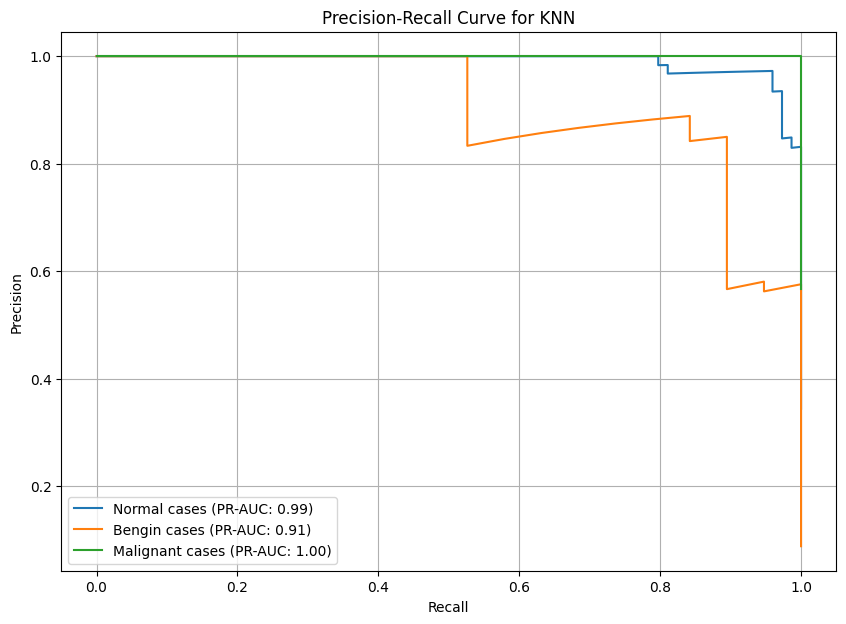 Precision-Recall Curve for KNN
1.0
0.8
0.6
0.4
0.2
Precision
Normal cases (PR-AUC: 0.99)
Bengin cases (PR-AUC: 0.91)
Malignant cases (PR-AUC: 1.00)
0.0 0.2 0.4 0.6 0.8 1.0
Recall